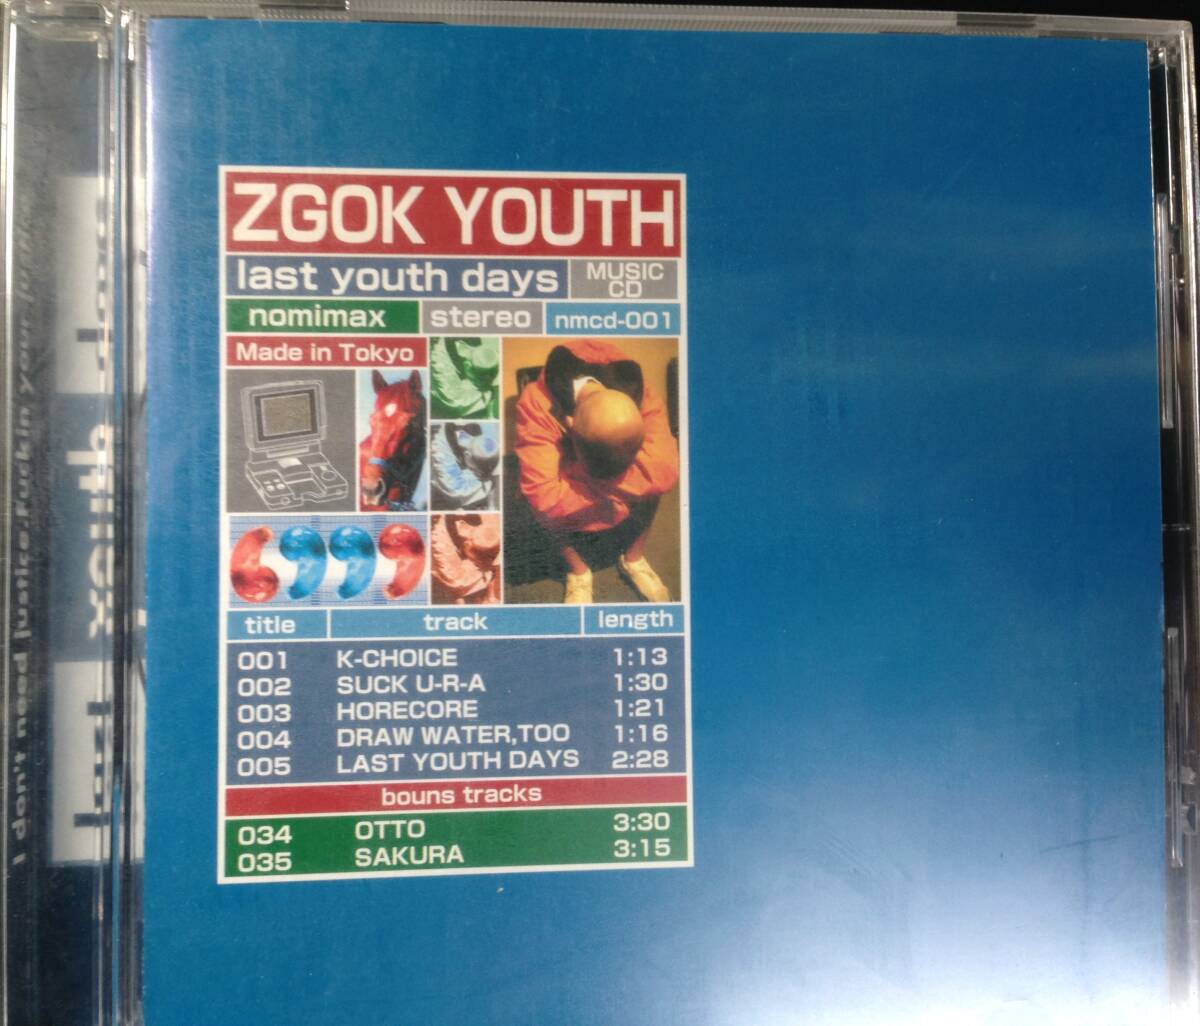 ZGOK YOUTH
last youth days
MUSIC CD
nomimax
stereo
nmcd-001
Made in Tokyo
title track length
001 K-CHOICE 1:13
002 SUCK U-R-A 1:30
003 HORECORE 1:21
004 DRAW WATER,TOO 1:16
005 LAST YOUTH DAYS 2:28
bouns tracks
034 OTTO 3:30
035 SAKURA 3:15
I don't need justice.Fuckin your
youth